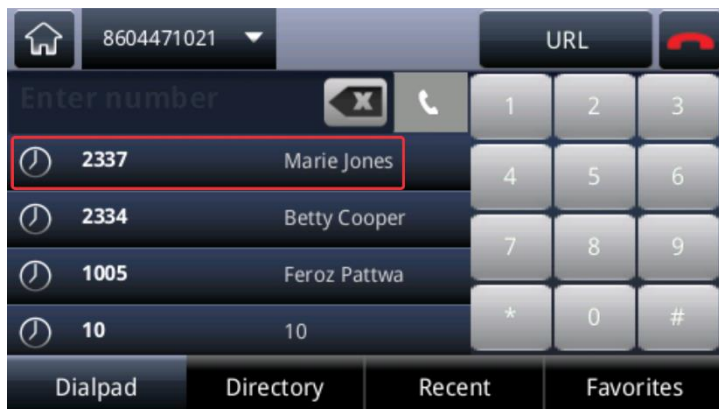 8604471021
URL
Enter number
2337 Marie Jones
2334 Betty Cooper
1005 Feroz Pattwa
10 10
1 2 3
4 5 6
7 8 9
* 0 #
Dialpad Directory Recent Favorites